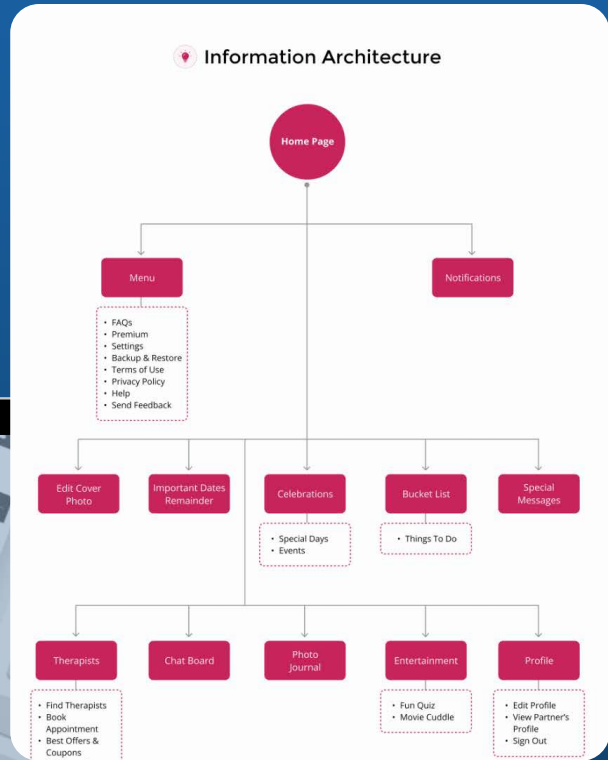 Information Architecture
Home Page
Menu
Notifications
• FAQs
• Premium
• Settings
• Backup & Restore
• Terms of Use
• Privacy Policy
• Help
• Send Feedback
Edit Cover
Photo
Important Dates
Remainder
Celebrations
Bucket List
Special
Messages
• Special Days
• Events
• Things To Do
Therapists
Chat Board
Photo
Journal
Entertainment
Profile
• Find Therapists
• Book
Appointment
• Best Offers &
Coupons
• Fun Quiz
• Movie Cuddle
• Edit Profile
• View Partner's
Profile
• Sign Out